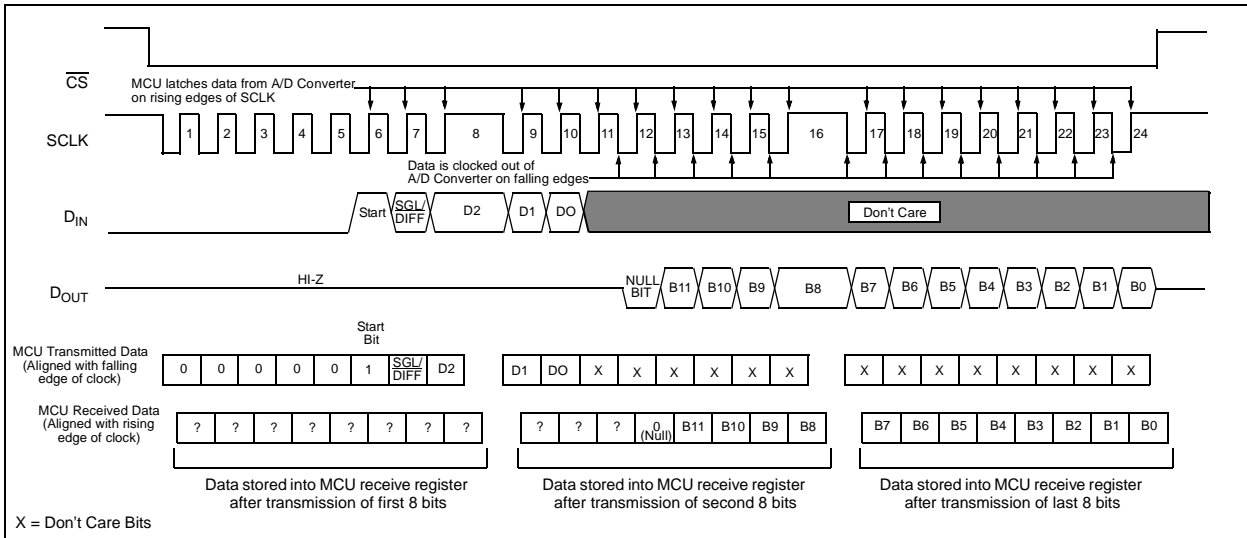 CS
MCU latches data from A/D Converter
on rising edges of SCLK
SCLK
1 2 3 4 5 6 7 8 9 10 11 12 13 14 15 16 17 18 19 20 21 22 23 24
Data is clocked out of
A/D Converter on falling edges
DIN
Start SGL/DIFF D2 D1 DO Don't Care
DOUT
HI-Z NULL BIT B11 B10 B9 B8 B7 B6 B5 B4 B3 B2 B1 B0
Start
Bit
MCU Transmitted Data
(Aligned with falling
edge of clock)
0 0 0 0 0 1 SGL/DIFF D2 D1 DO X X X X X X X X X X X X X X
MCU Received Data
(Aligned with rising
edge of clock)
? ? ? ? ? ? ? ? ? ? ? 0 (Null) B11 B10 B9 B8 B7 B6 B5 B4 B3 B2 B1 B0
Data stored into MCU receive register
after transmission of first 8 bits
Data stored into MCU receive register
after transmission of second 8 bits
Data stored into MCU receive register
after transmission of last 8 bits
X = Don't Care Bits